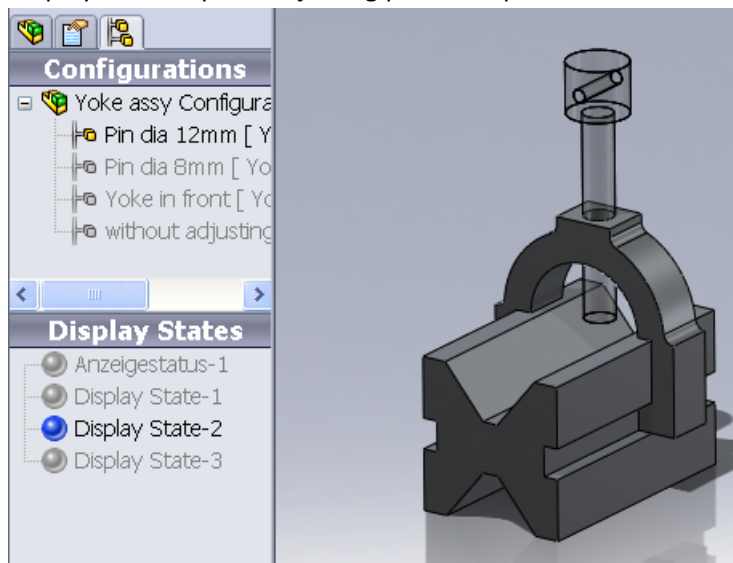 Configurations
Yoke assy Configura
Pin dia 12mm [ Y
Pin dia 8mm [ Yo
Yoke in front [ Yo
without adjusting
Display States
Anzeigestatus-1
Display State-1
Display State-2
Display State-3